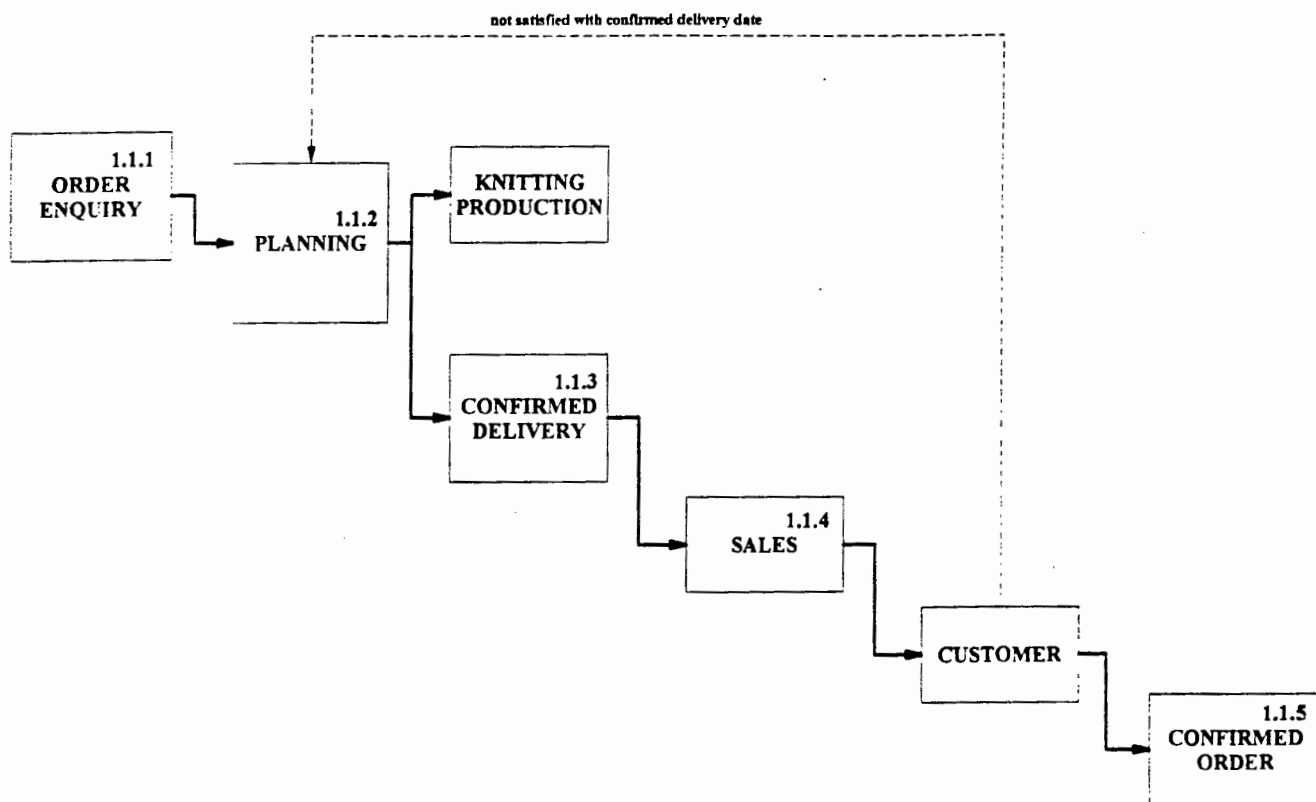 not satisfied with confirmed delivery date
1.1.1
ORDER
ENQUIRY
1.1.2
PLANNING
KNITTING
PRODUCTION
1.1.3
CONFIRMED
DELIVERY
1.1.4
SALES
CUSTOMER
1.1.5
CONFIRMED
ORDER